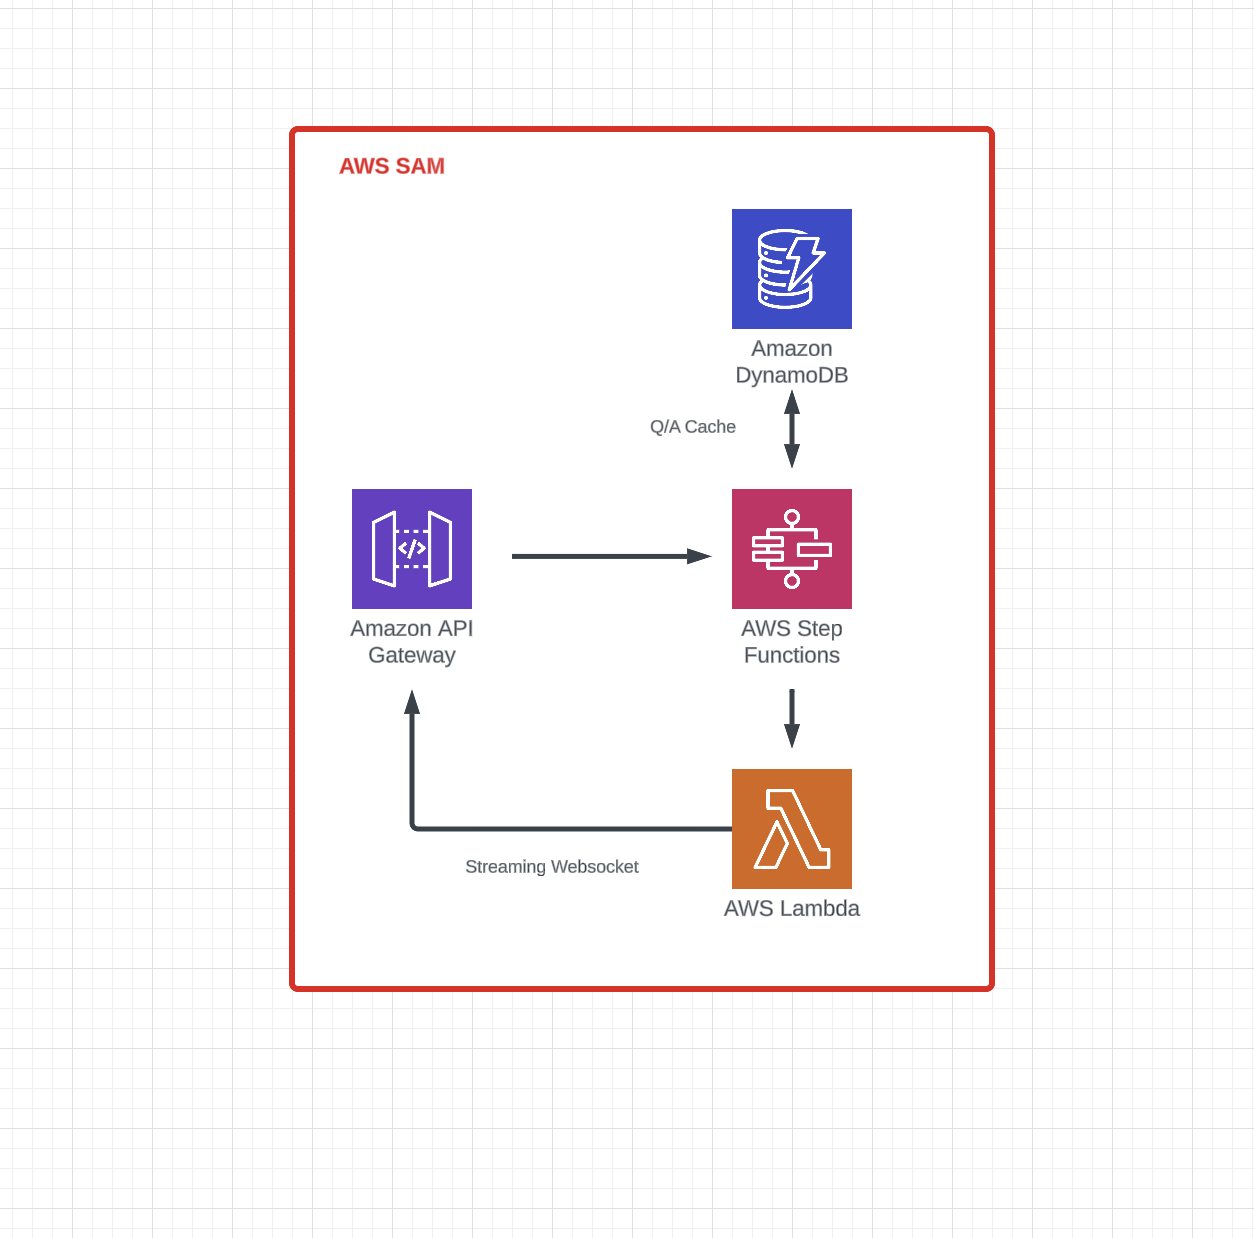 AWS SAM
Amazon
DynamoDB
Q/A Cache
Amazon API
Gateway
AWS Step
Functions
Streaming Websocket
AWS Lambda